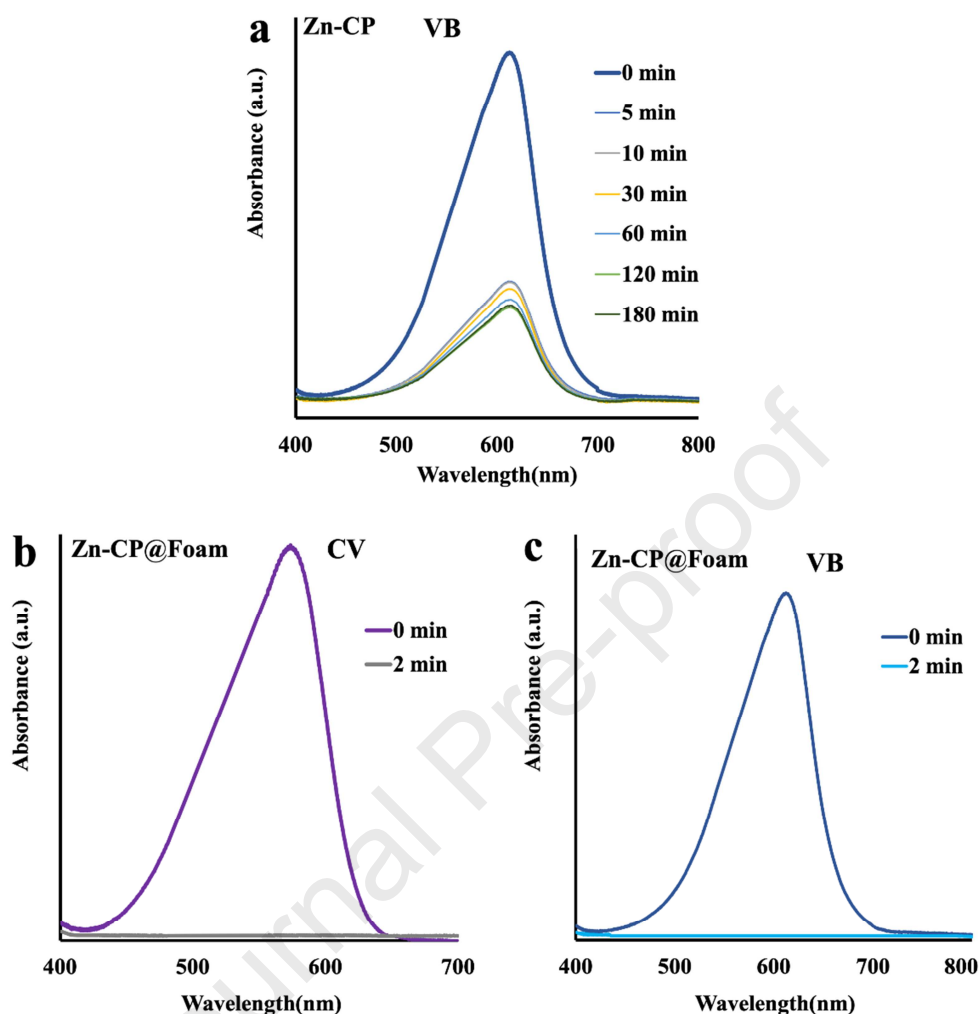 a Zn-CP VB
0 min
5 min
10 min
30 min
60 min
120 min
180 min
Absorbance (a.u.)
400 500 600 700 800
Wavelength(nm)
b Zn-CP@Foam CV
0 min
2 min
Absorbance (a.u.)
400 500 600 700
Wavelength(nm)
c Zn-CP@Foam VB
0 min
2 min
Absorbance (a.u.)
400 500 600 700 800
Wavelength(nm)
urnal Pre-proof